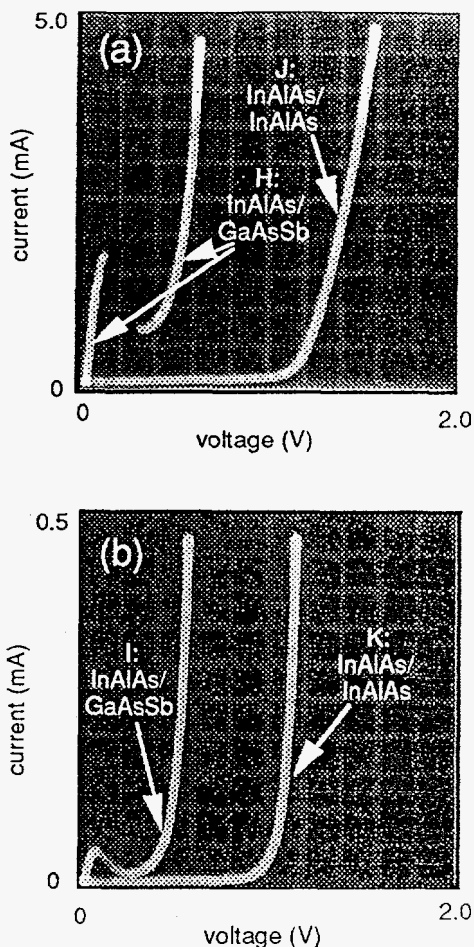 5.0
(a)
J:
InAlAs/
InAlAs
H:
InAlAs/
GaAsSb
current (mA)
0
0
2.0
voltage (V)
0.5
(b)
I:
InAlAs/
GaAsSb
K:
InAlAs/
InAlAs
current (mA)
0
0
2.0
voltage (V)